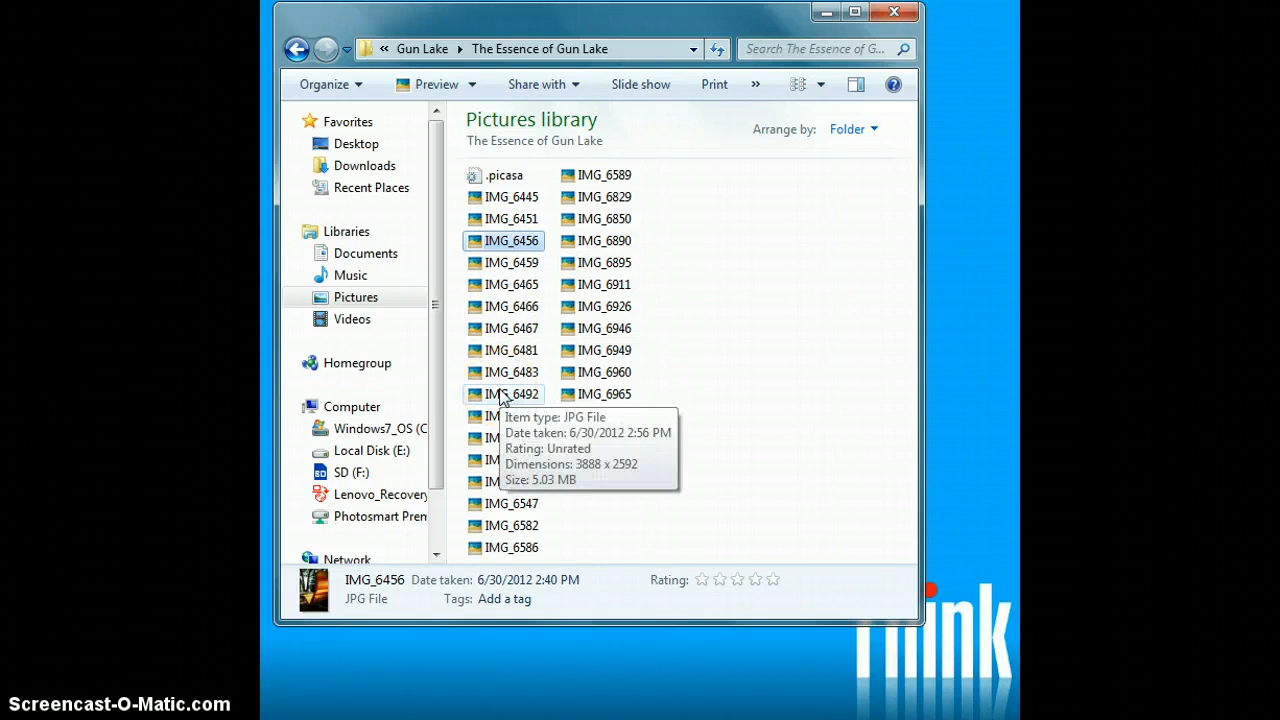 « Gun Lake ▸ The Essence of Gun Lake
Search The Essence of G...
Organize Preview Share with Slide show Print »
Favorites
Desktop
Downloads
Recent Places
Libraries
Documents
Music
Pictures
Videos
Homegroup
Computer
Windows7_OS (C
Local Disk (E:)
SD (F:)
Lenovo_Recovery
Photosmart Prem
Network
Pictures library
The Essence of Gun Lake
Arrange by: Folder
.picasa
IMG_6445
IMG_6451
IMG_6456
IMG_6459
IMG_6465
IMG_6466
IMG_6467
IMG_6481
IMG_6483
IMG_6492
IM
IM
IM
IM
IMG_6547
IMG_6582
IMG_6586
IMG_6589
IMG_6829
IMG_6850
IMG_6890
IMG_6895
IMG_6911
IMG_6926
IMG_6946
IMG_6949
IMG_6960
IMG_6965
Item type: JPG File
Date taken: 6/30/2012 2:56 PM
Rating: Unrated
Dimensions: 3888 x 2592
Size: 5.03 MB
IMG_6456 Date taken: 6/30/2012 2:40 PM Rating:
JPG File Tags: Add a tag
Think
Screencast-O-Matic.com